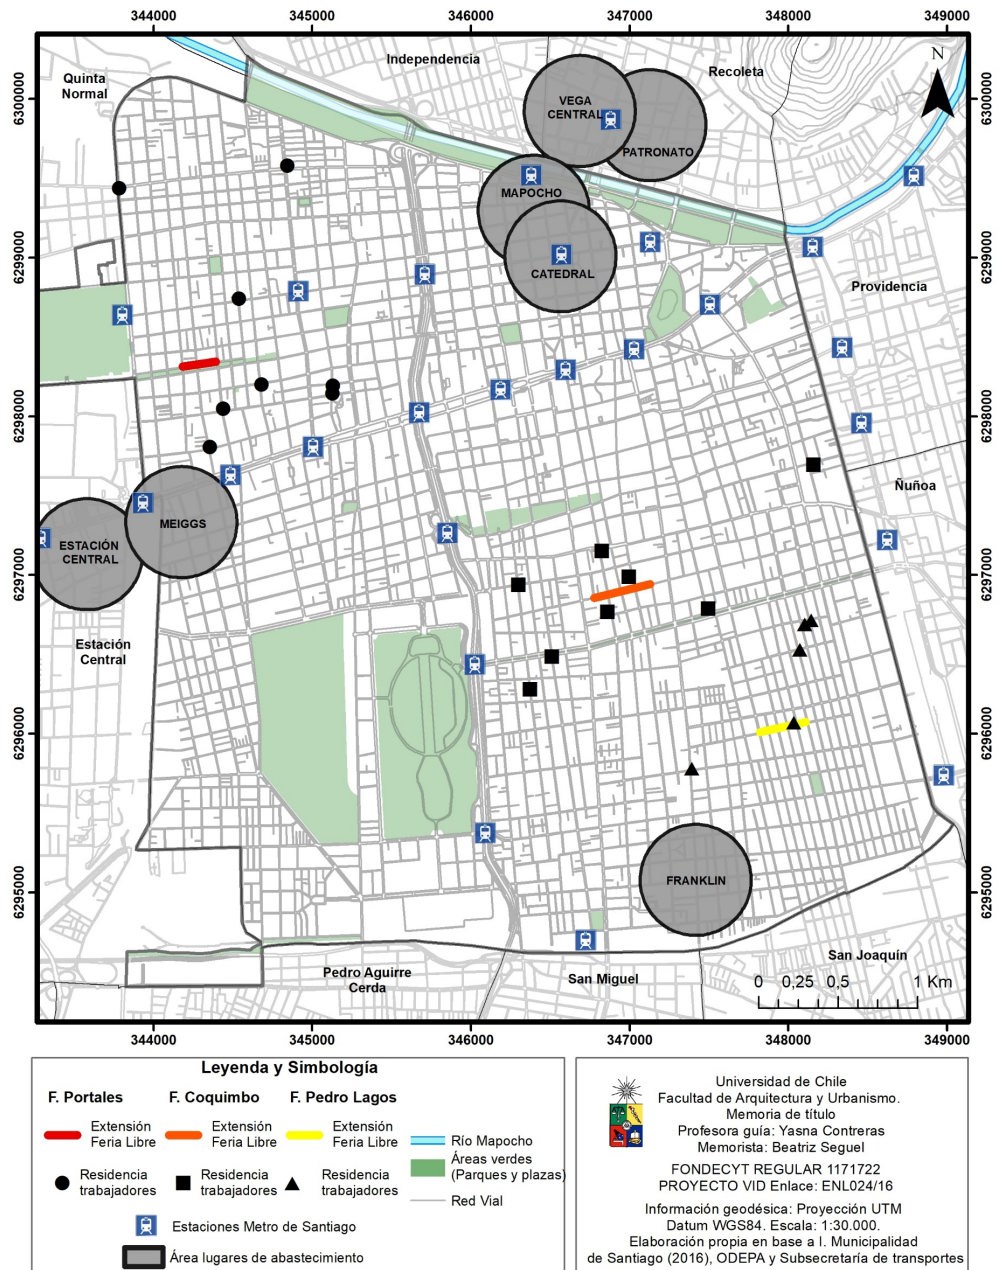 344000 345000 346000 347000 348000 349000
6300000
6299000
6298000
6297000
6296000
6295000
6300000
6299000
6298000
6297000
6296000
6295000
N
Quinta
Normal
Independencia
Recoleta
VEGA
CENTRAL
PATRONATO
MAPOCHO
CATEDRAL
Providencia
Ñuñoa
MEIGGS
ESTACIÓN
CENTRAL
Estación
Central
FRANKLIN
San Joaquín
Pedro Aguirre
Cerda
San Miguel
0 0,25 0,5 1 Km
344000 345000 346000 347000 348000 349000
Leyenda y Simbología
F. Portales F. Coquimbo F. Pedro Lagos
Extensión
Feria Libre
Extensión
Feria Libre
Extensión
Feria Libre
Residencia
trabajadores
Residencia
trabajadores
Residencia
trabajadores
Río Mapocho
Áreas verdes
(Parques y plazas)
Red Vial
Estaciones Metro de Santiago
Área lugares de abastecimiento
Universidad de Chile
Facultad de Arquitectura y Urbanismo.
Memoria de título
Profesora guía: Yasna Contreras
Memorista: Beatriz Seguel
FONDECYT REGULAR 1171722
PROYECTO VID Enlace: ENL024/16
Información geodésica: Proyección UTM
Datum WGS84. Escala: 1:30.000.
Elaboración propia en base a I. Municipalidad
de Santiago (2016), ODEPA y Subsecretaría de transportes